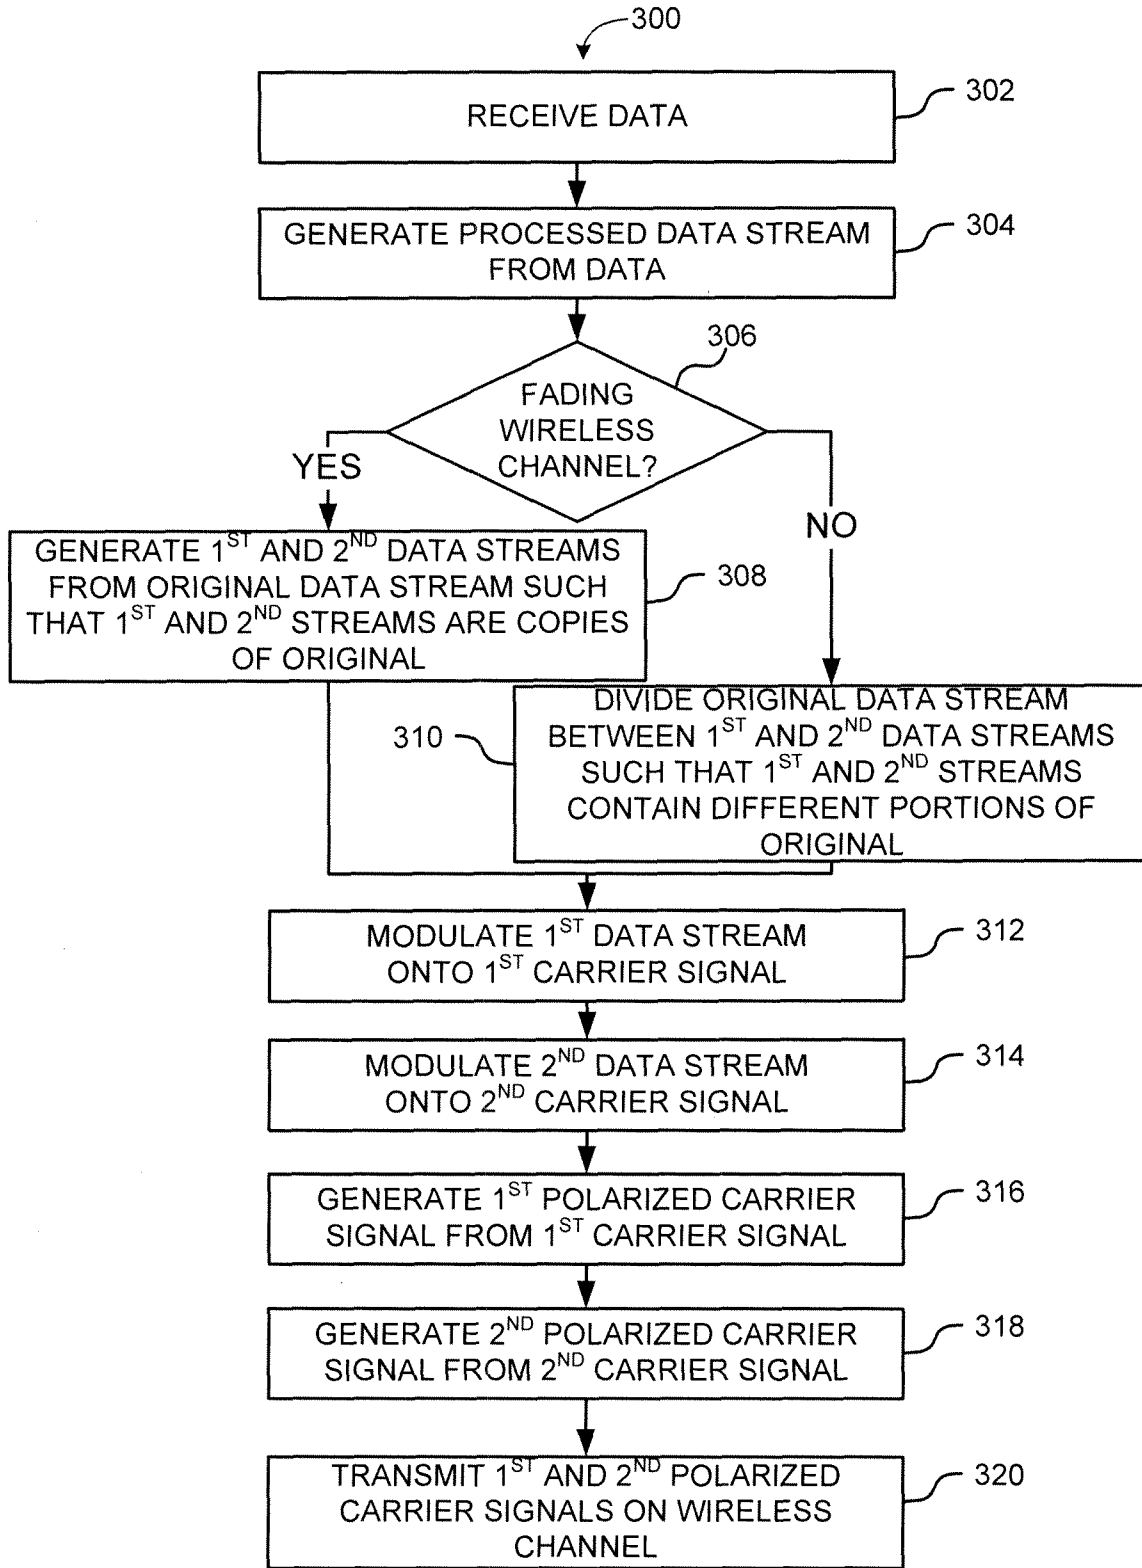 300
RECEIVE DATA
302
GENERATE PROCESSED DATA STREAM
FROM DATA
304
306
FADING
WIRELESS
CHANNEL?
YES
NO
GENERATE 1ST AND 2ND DATA STREAMS
FROM ORIGINAL DATA STREAM SUCH
THAT 1ST AND 2ND STREAMS ARE COPIES
OF ORIGINAL
308
310
DIVIDE ORIGINAL DATA STREAM
BETWEEN 1ST AND 2ND DATA STREAMS
SUCH THAT 1ST AND 2ND STREAMS
CONTAIN DIFFERENT PORTIONS OF
ORIGINAL
MODULATE 1ST DATA STREAM
ONTO 1ST CARRIER SIGNAL
312
MODULATE 2ND DATA STREAM
ONTO 2ND CARRIER SIGNAL
314
GENERATE 1ST POLARIZED CARRIER
SIGNAL FROM 1ST CARRIER SIGNAL
316
GENERATE 2ND POLARIZED CARRIER
SIGNAL FROM 2ND CARRIER SIGNAL
318
TRANSMIT 1ST AND 2ND POLARIZED
CARRIER SIGNALS ON WIRELESS
CHANNEL
320